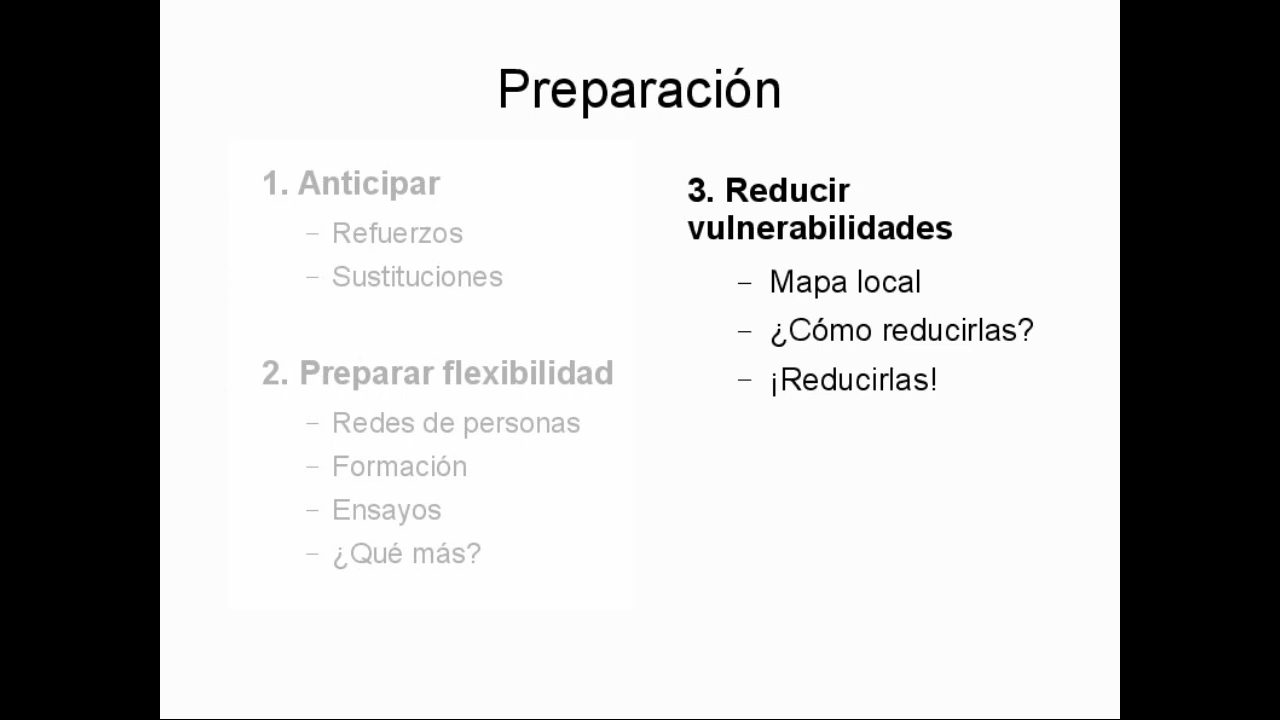 Preparación
1. Anticipar
– Refuerzos
– Sustituciones
2. Preparar flexibilidad
– Redes de personas
– Formación
– Ensayos
– ¿Qué más?
3. Reducir
vulnerabilidades
– Mapa local
– ¿Cómo reducirlas?
– ¡Reducirlas!